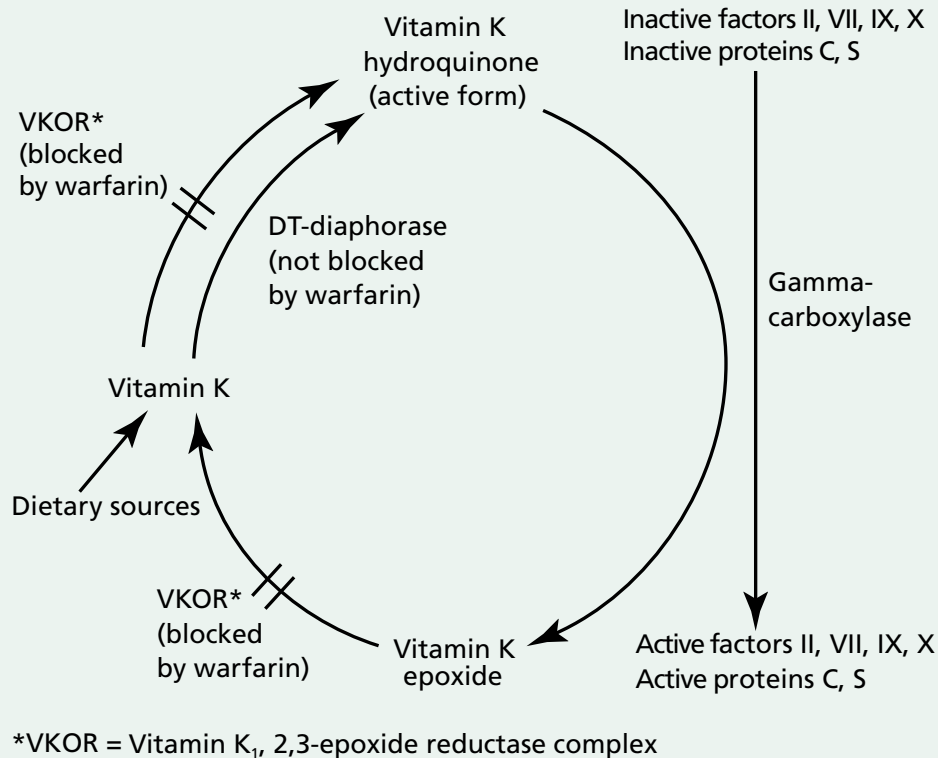 Vitamin K
hydroquinone
(active form)
Inactive factors II, VII, IX, X
Inactive proteins C, S
VKOR*
(blocked
by warfarin)
DT-diaphorase
(not blocked
by warfarin)
Gamma-
carboxylase
Vitamin K
Dietary sources
VKOR*
(blocked
by warfarin)
Vitamin K
epoxide
Active factors II, VII, IX, X
Active proteins C, S
*VKOR = Vitamin K₁, 2,3-epoxide reductase complex